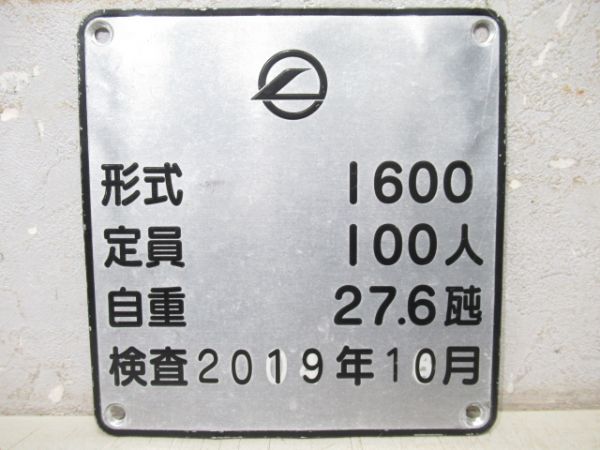 形式 1600
定員 100人
自重 27.6瓲
検査2019年10月